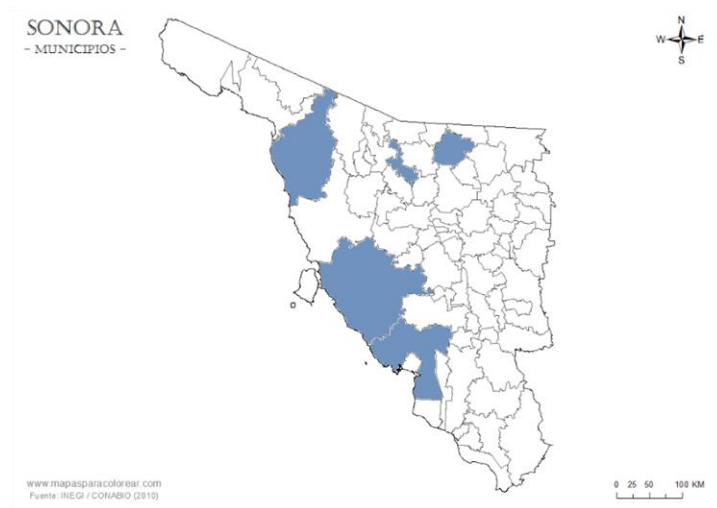 SONORA
- MUNICIPIOS -
N
W E
S
www.mapasparacolorear.com
Fuente: INEGI / CONABIO (2010)
0 25 50 100 KM